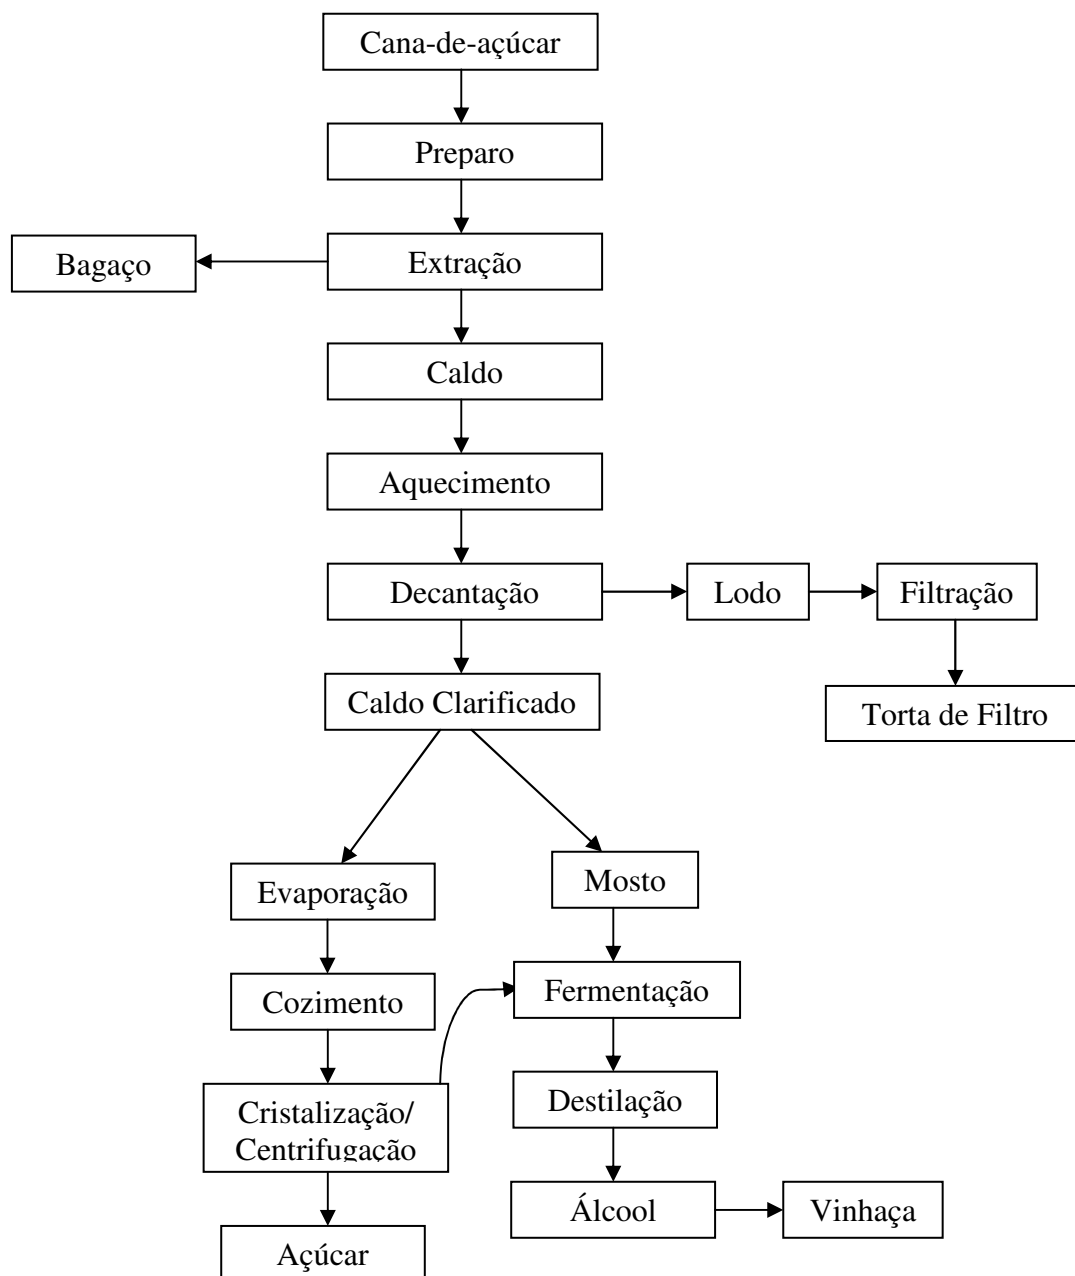 Cana-de-açúcar
Preparo
Bagaço
Extração
Caldo
Aquecimento
Decantação
Lodo
Filtração
Caldo Clarificado
Torta de Filtro
Evaporação
Mosto
Cozimento
Fermentação
Cristalização/
Centrifugação
Destilação
Álcool
Vinhaça
Açúcar